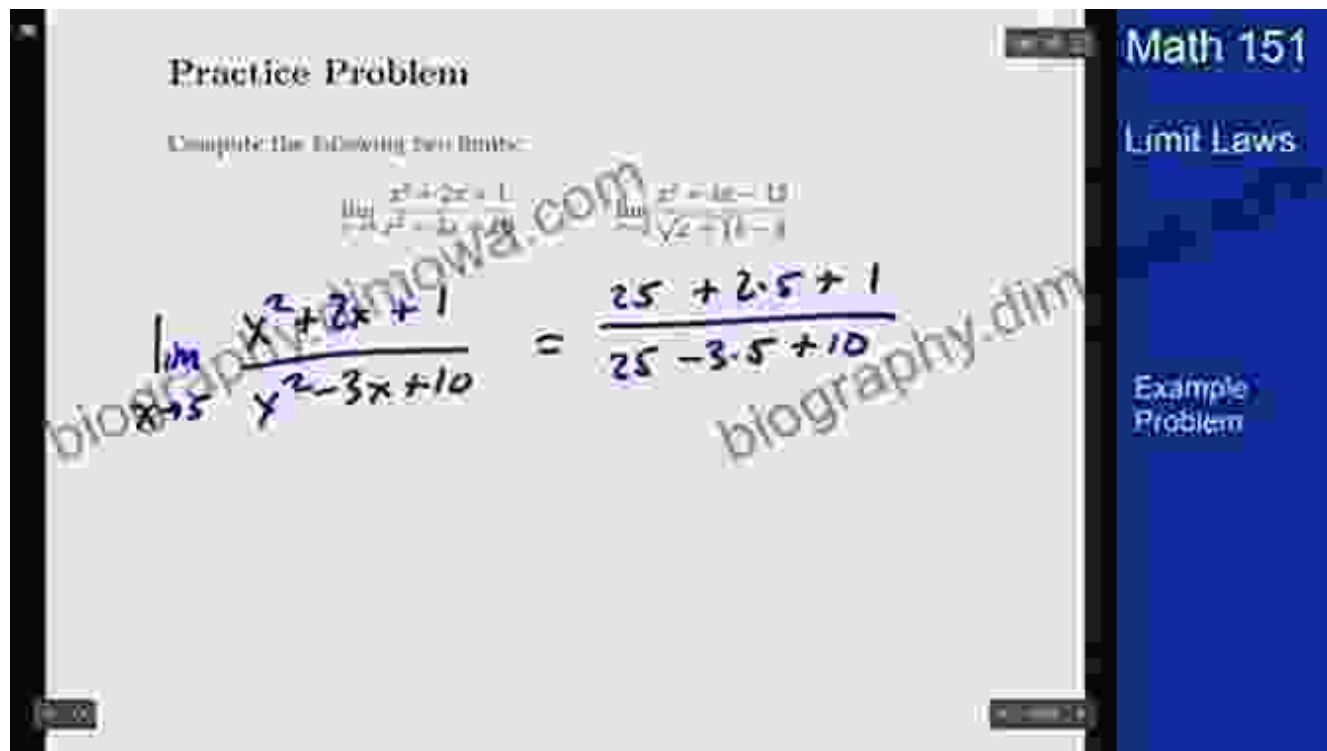 Math 151
Limit Laws
Example
Problem
Practice Problem
Compute the following two limits:
lim x→5 (x² + 2x + 1)/(x² - 3x + 10) = (25 + 2·5 + 1)/(25 - 3·5 + 10)
biography.dimowa.com
biography.dim